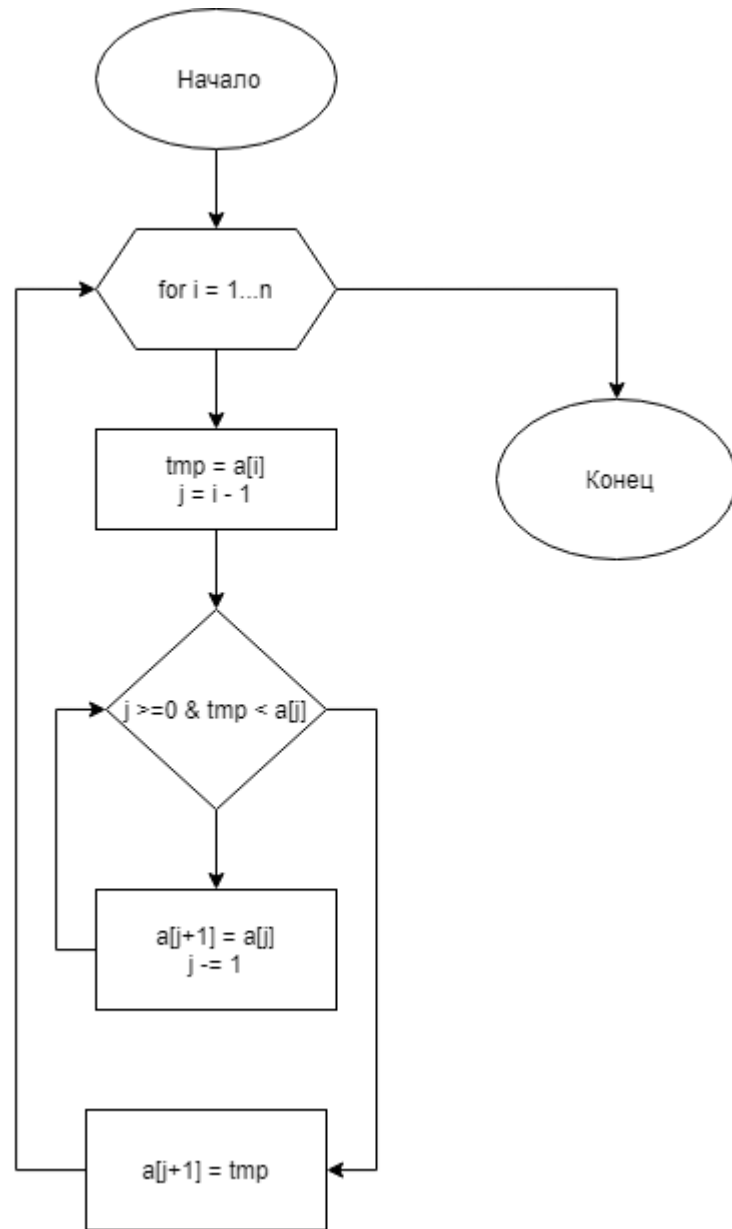 Начало
for i = 1...n
tmp = a[i]
j = i - 1
Конец
j >=0 & tmp < a[j]
a[j+1] = a[j]
j -= 1
a[j+1] = tmp